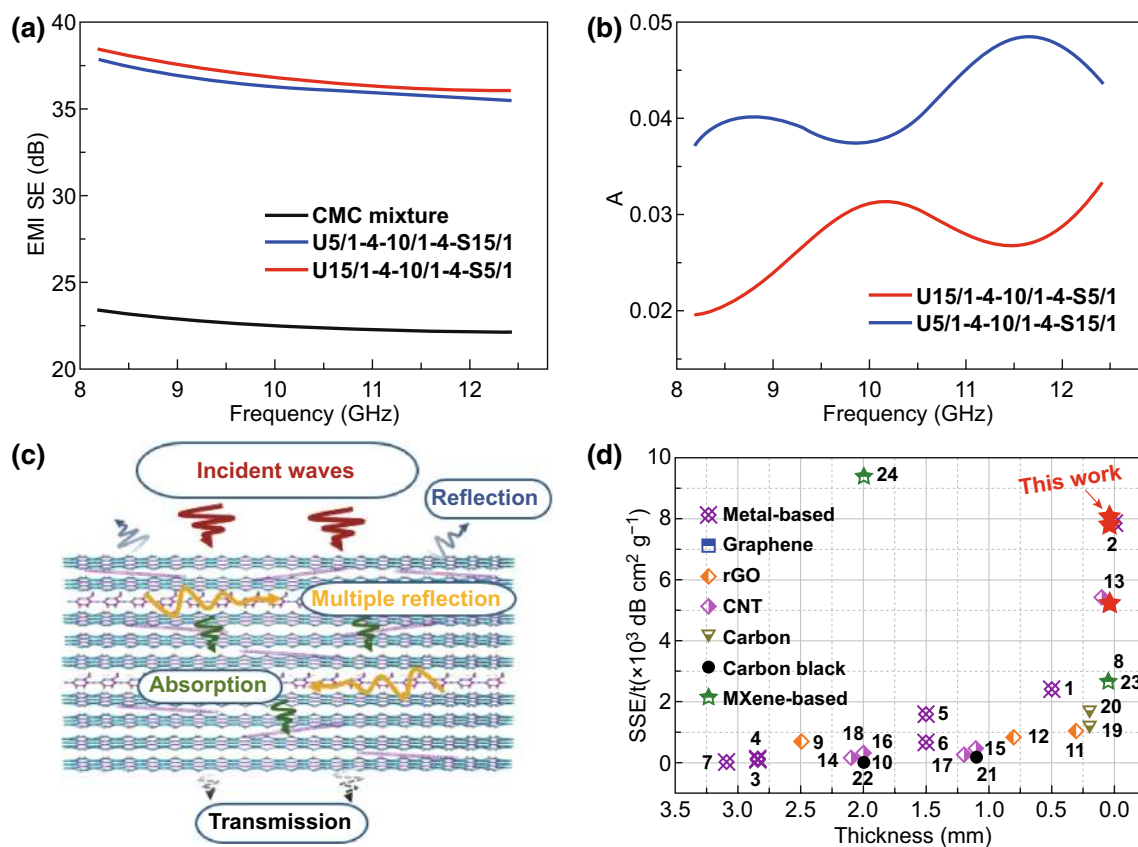 (a)
40
35
30
25
20
EMI SE (dB)
CMC mixture
U5/1-4-10/1-4-S15/1
U15/1-4-10/1-4-S5/1
8 9 10 11 12
Frequency (GHz)
(b)
0.05
0.04
0.03
0.02
A
U15/1-4-10/1-4-S5/1
U5/1-4-10/1-4-S15/1
8 9 10 11 12
Frequency (GHz)
(c)
Incident waves
Reflection
Multiple reflection
Absorption
Transmission
(d)
10
8
6
4
2
0
SSE/t(×10³ dB cm² g⁻¹)
Metal-based
Graphene
rGO
CNT
Carbon
Carbon black
MXene-based
This work
24
2
13
8
23
1
20
19
5
4
18
16
9
6
12
11
7
3
14
10
22
17
15
21
3.5 3.0 2.5 2.0 1.5 1.0 0.5 0.0
Thickness (mm)